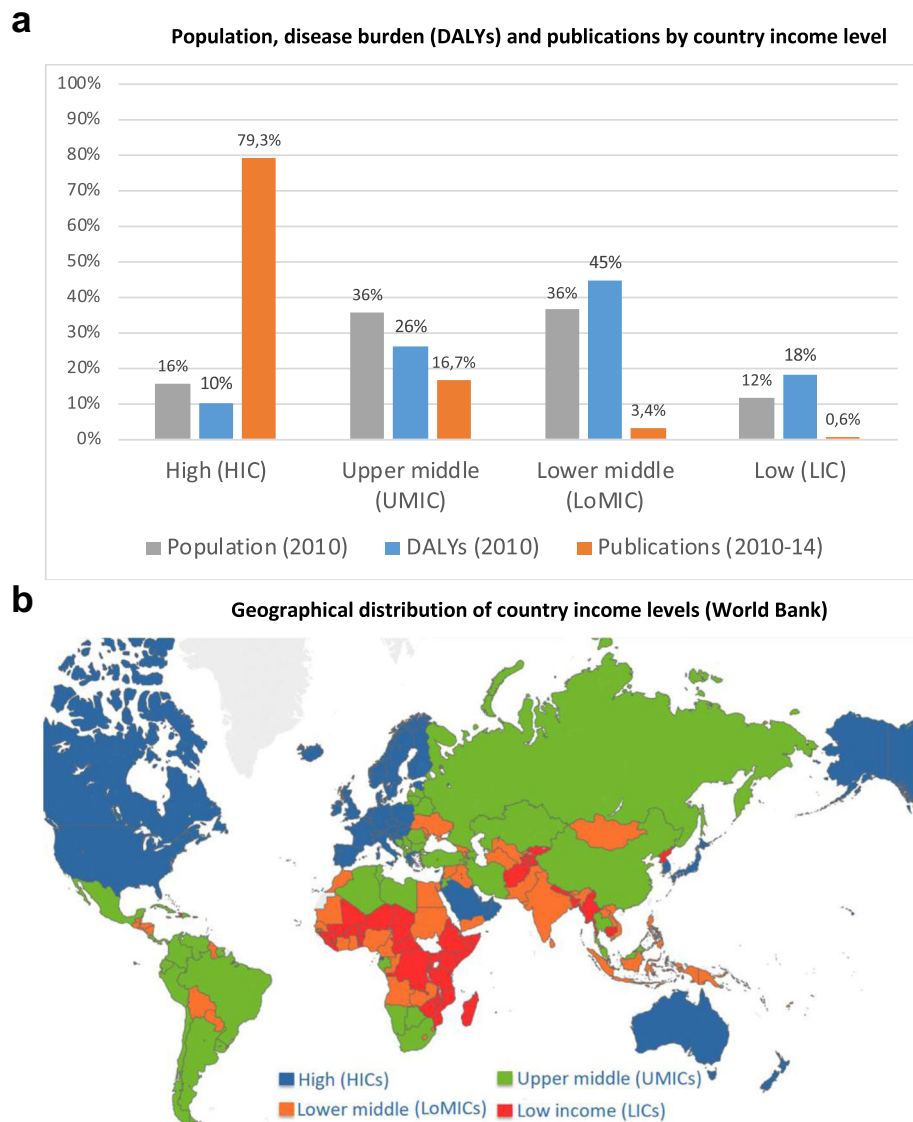 a
Population, disease burden (DALYs) and publications by country income level
100%
90%
80%
70%
60%
50%
40%
30%
20%
10%
0%
16%
10%
79,3%
36%
26%
16,7%
36%
45%
3,4%
12%
18%
0,6%
High (HIC)
Upper middle
(UMIC)
Lower middle
(LoMIC)
Low (LIC)
Population (2010)
DALYs (2010)
Publications (2010-14)
b
Geographical distribution of country income levels (World Bank)
High (HICs)
Upper middle (UMICs)
Lower middle (LoMICs)
Low income (LICs)